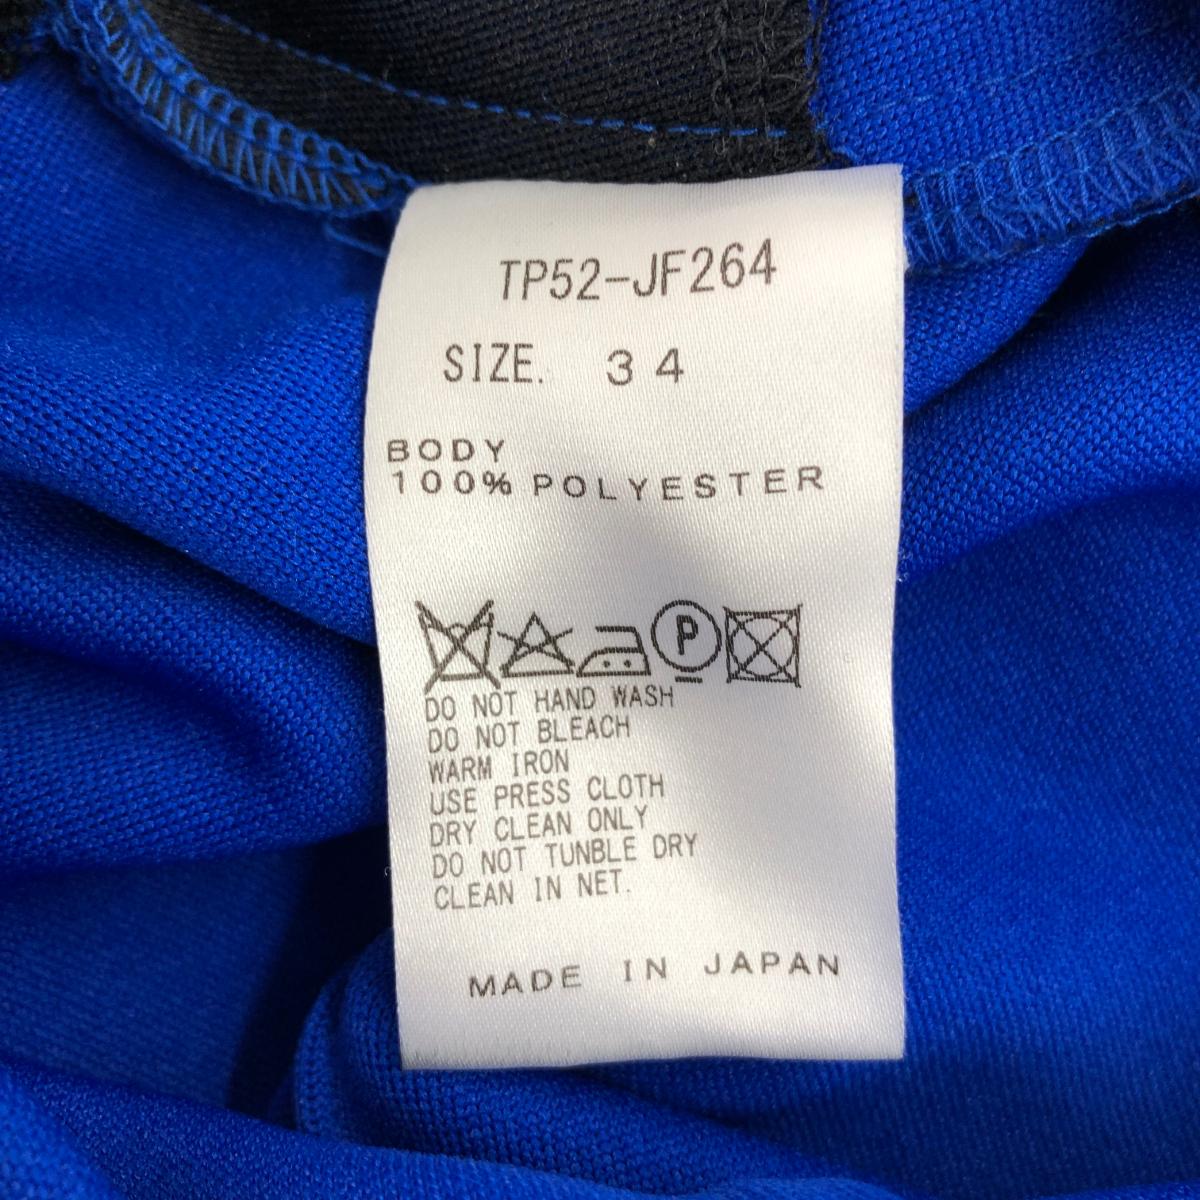 TP52-JF264
SIZE. 34
BODY
100% POLYESTER
P
DO NOT HAND WASH
DO NOT BLEACH
WARM IRON
USE PRESS CLOTH
DRY CLEAN ONLY
DO NOT TUNBLE DRY
CLEAN IN NET.
MADE IN JAPAN